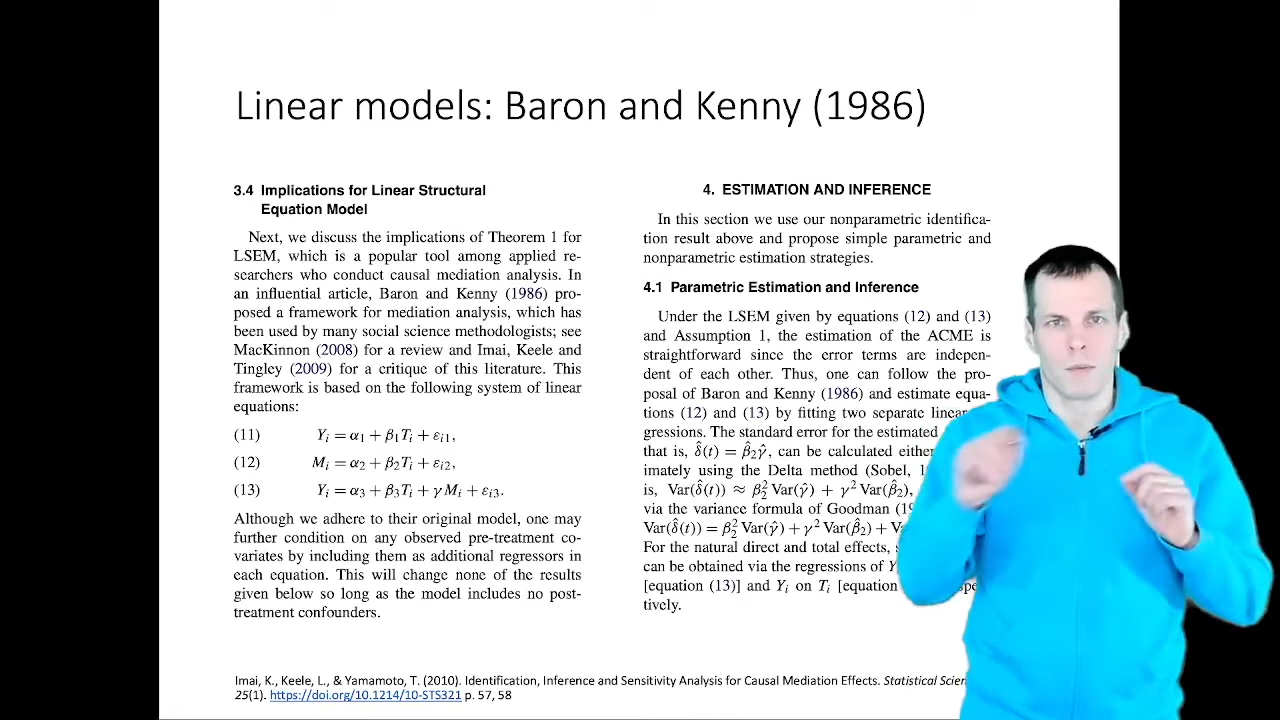 Linear models: Baron and Kenny (1986)
3.4 Implications for Linear Structural
Equation Model
Next, we discuss the implications of Theorem 1 for
LSEM, which is a popular tool among applied re-
searchers who conduct causal mediation analysis. In
an influential article, Baron and Kenny (1986) pro-
posed a framework for mediation analysis, which has
been used by many social science methodologists; see
MacKinnon (2008) for a review and Imai, Keele and
Tingley (2009) for a critique of this literature. This
framework is based on the following system of linear
equations:
(11) Yᵢ = α₁ + β₁Tᵢ + εᵢ₁,
(12) Mᵢ = α₂ + β₂Tᵢ + εᵢ₂,
(13) Yᵢ = α₃ + β₃Tᵢ + γMᵢ + εᵢ₃.
Although we adhere to their original model, one may
further condition on any observed pre-treatment co-
variates by including them as additional regressors in
each equation. This will change none of the results
given below so long as the model includes no post-
treatment confounders.
4. ESTIMATION AND INFERENCE
In this section we use our nonparametric identifica-
tion result above and propose simple parametric and
nonparametric estimation strategies.
4.1 Parametric Estimation and Inference
Under the LSEM given by equations (12) and (13)
and Assumption 1, the estimation of the ACME is
straightforward since the error terms are indepen-
dent of each other. Thus, one can follow the pro-
posal of Baron and Kenny (1986) and estimate equa-
tions (12) and (13) by fitting two separate linear
gressions. The standard error for the estimated
that is, δ̂(t) = β̂₂γ̂, can be calculated either
imately using the Delta method (Sobel,
is, Var(δ̂(t)) ≈ β₂² Var(γ̂) + γ² Var(β̂₂),
via the variance formula of Goodman
Var(δ̂(t)) = β₂² Var(γ̂) + γ² Var(β̂₂) +
For the natural direct and total effects,
can be obtained via the regressions of
[equation (13)] and Yᵢ on Tᵢ [equation
tively.
Imai, K., Keele, L., & Yamamoto, T. (2010). Identification, Inference and Sensitivity Analysis for Causal Mediation Effects. Statistical
25(1). https://doi.org/10.1214/10-STS321 p. 57, 58